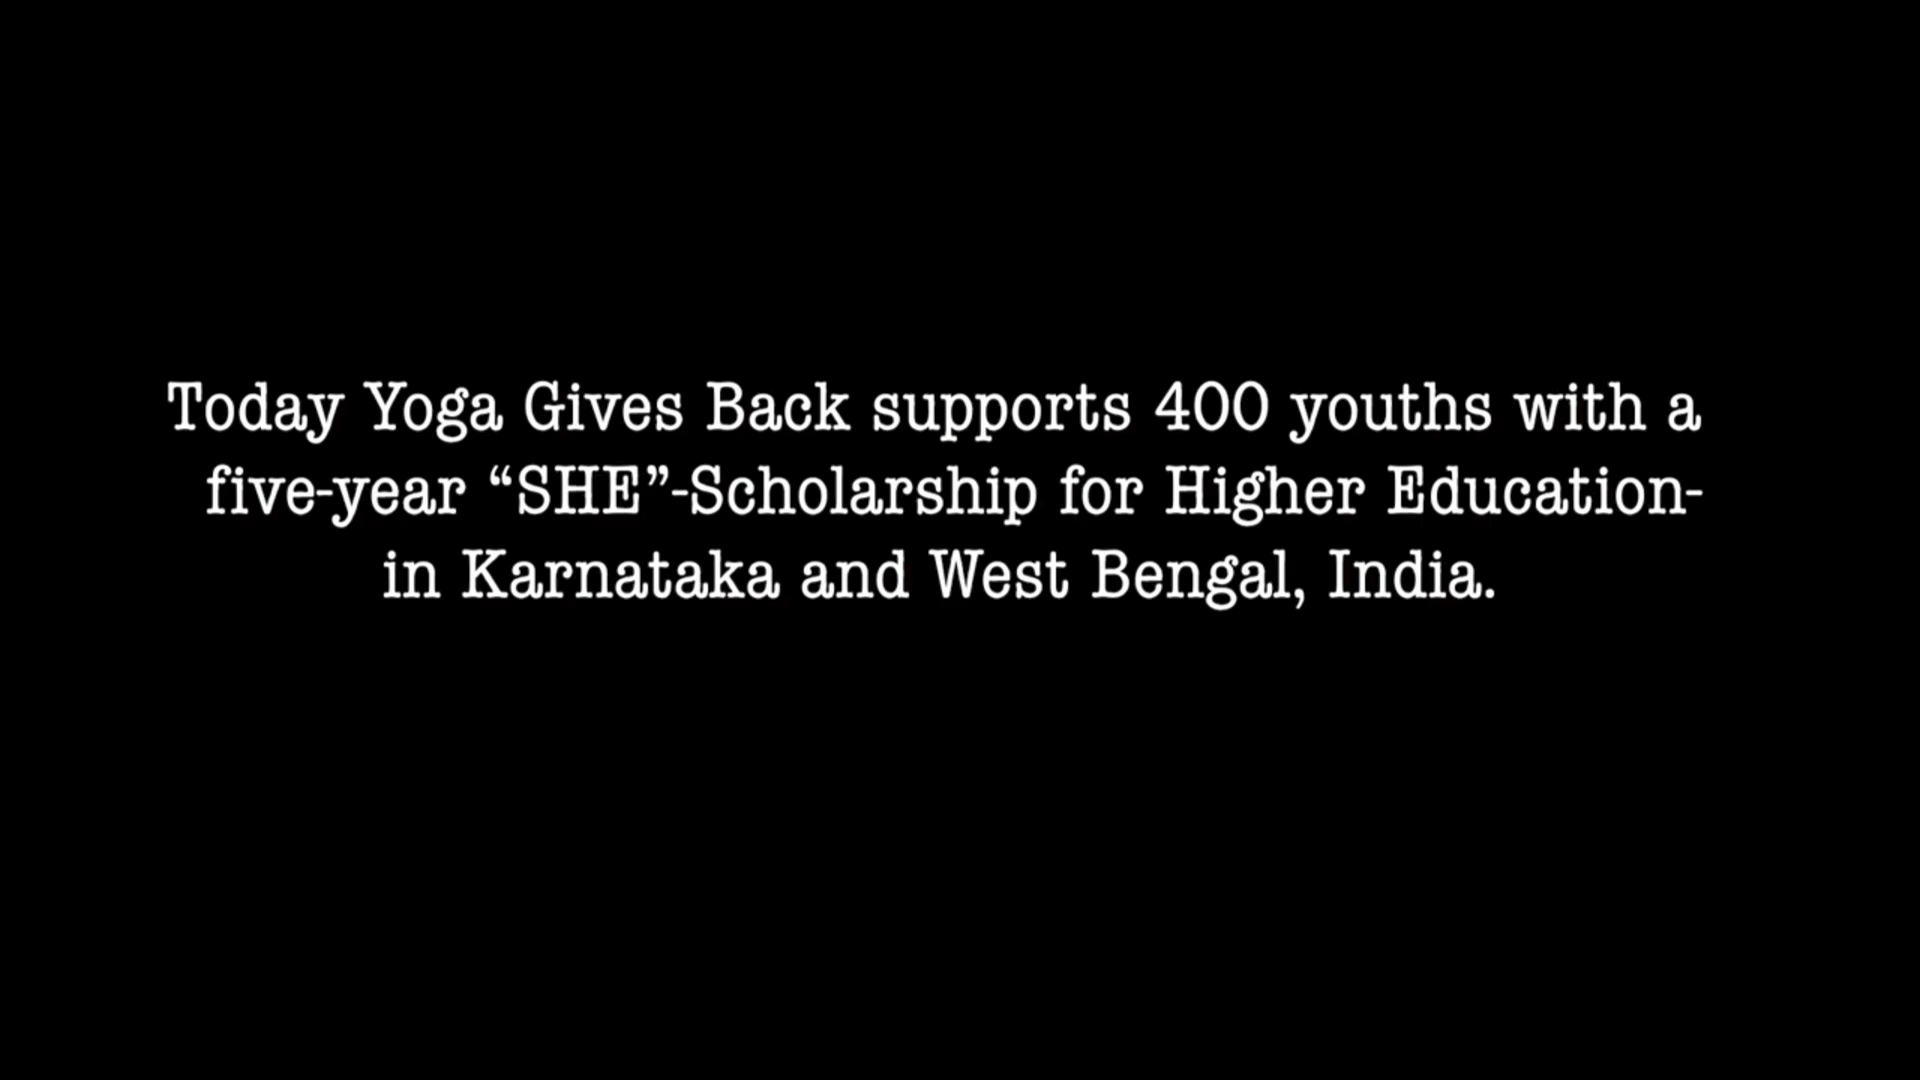 Today Yoga Gives Back supports 400 youths with a
five-year “SHE”-Scholarship for Higher Education-
in Karnataka and West Bengal, India.